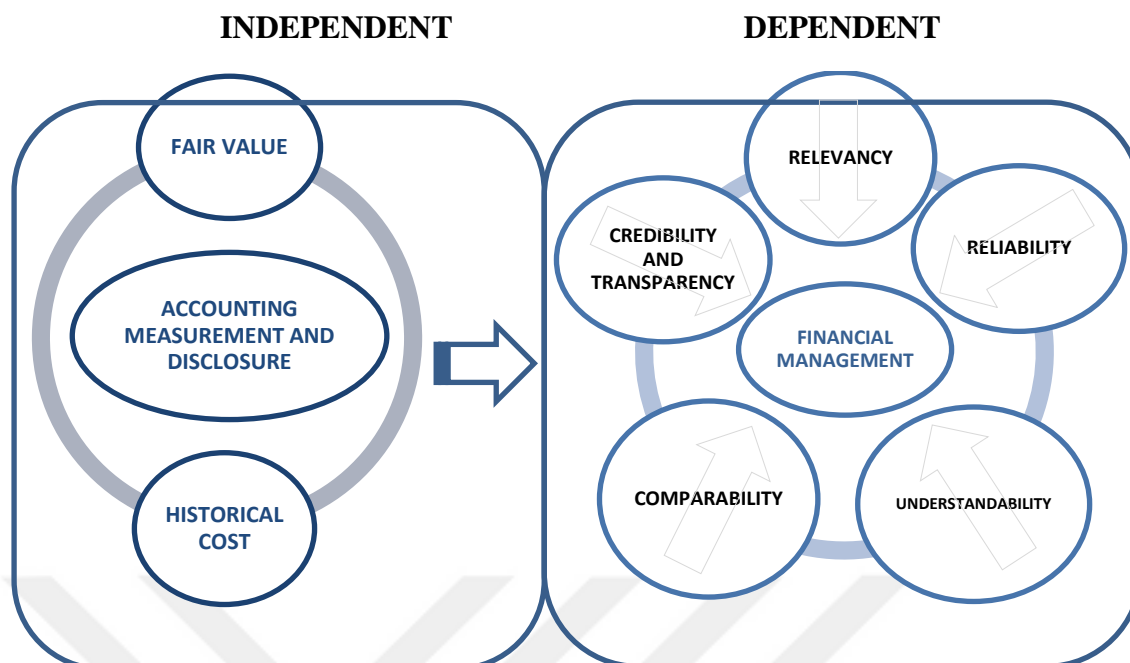 INDEPENDENT
DEPENDENT
FAIR VALUE
ACCOUNTING
MEASUREMENT AND
DISCLOSURE
HISTORICAL
COST
RELEVANCY
CREDIBILITY
AND
TRANSPARENCY
RELIABILITY
FINANCIAL
MANAGEMENT
COMPARABILITY
UNDERSTANDABILITY